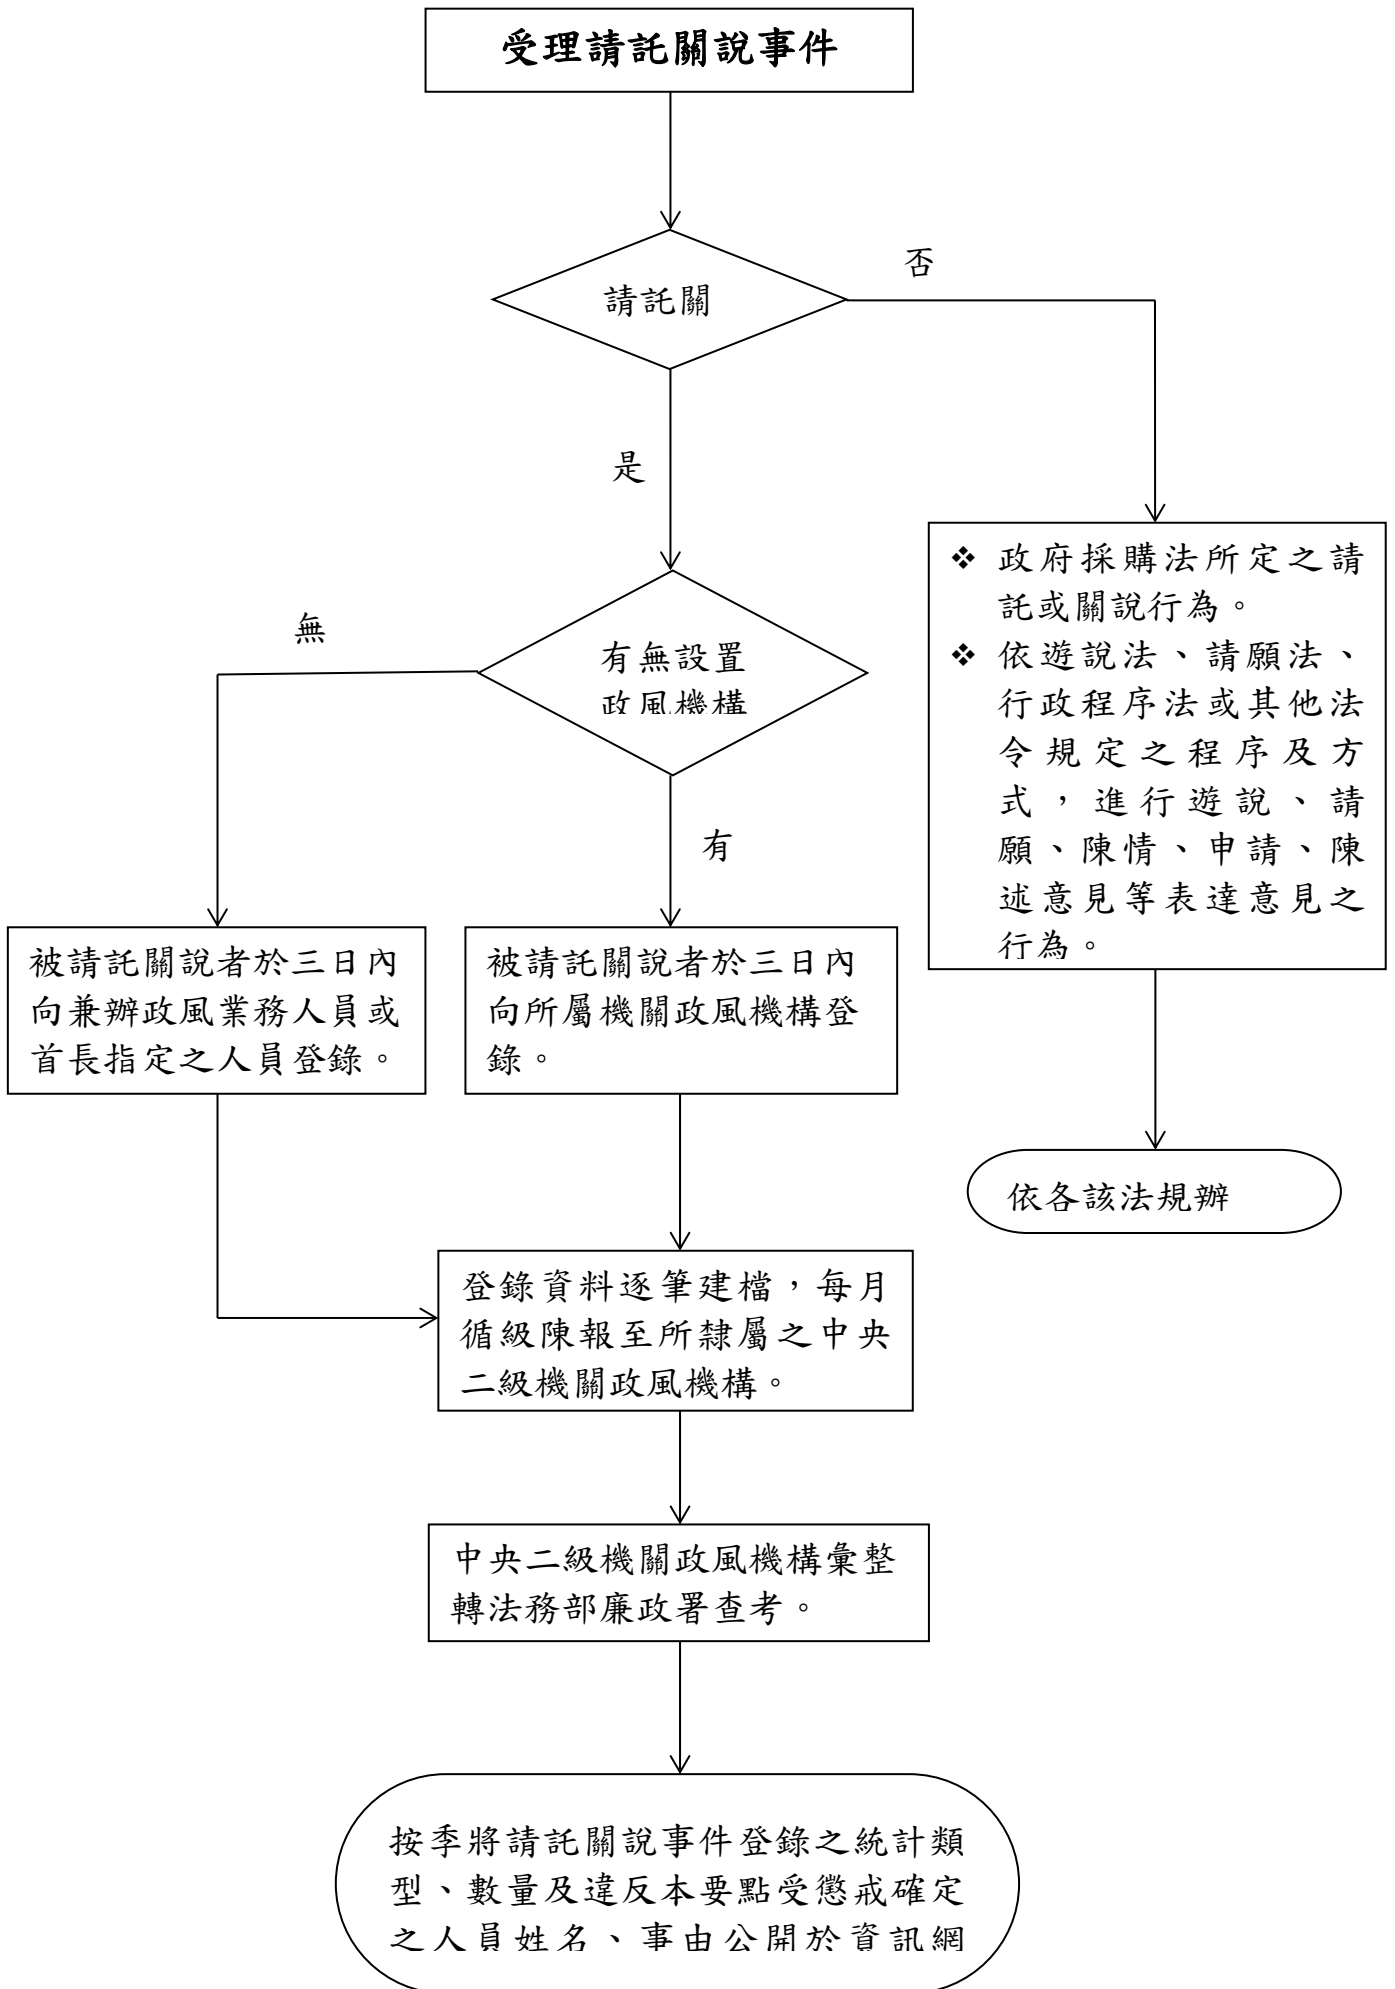 受理請託關說事件
請託關
否
是
有無設置
政風機構
無
有
❖ 政府採購法所定之請
託或關說行為。
❖ 依遊說法、請願法、
行政程序法或其他法
令規定之程序及方
式，進行遊說、請
願、陳情、申請、陳
述意見等表達意見之
行為。
被請託關說者於三日內
向兼辦政風業務人員或
首長指定之人員登錄。
被請託關說者於三日內
向所屬機關政風機構登
錄。
依各該法規辦
登錄資料逐筆建檔，每月
循級陳報至所隸屬之中央
二級機關政風機構。
中央二級機關政風機構彙整
轉法務部廉政署查考。
按季將請託關說事件登錄之統計類
型、數量及違反本要點受懲戒確定
之人員姓名、事由公開於資訊網